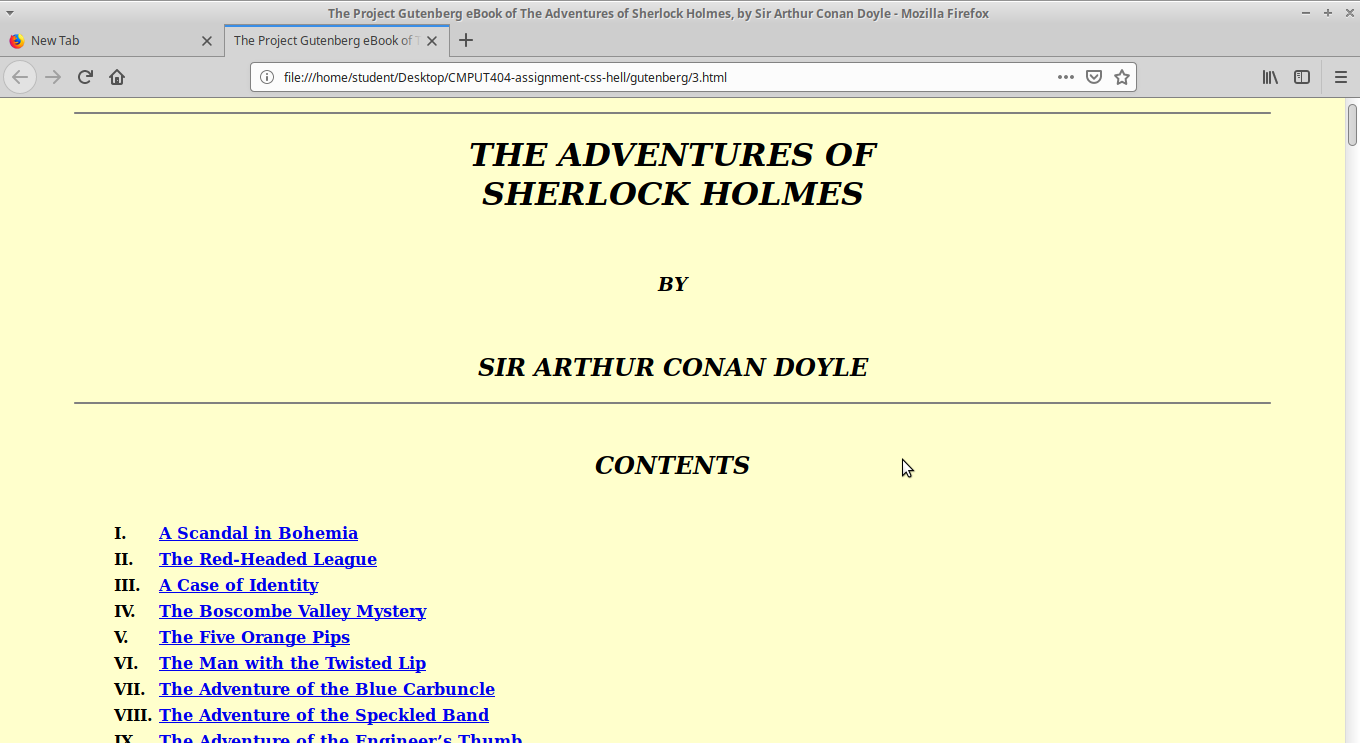 The Project Gutenberg eBook of The Adventures of Sherlock Holmes, by Sir Arthur Conan Doyle - Mozilla Firefox
New Tab
The Project Gutenberg eBook of
file:///home/student/Desktop/CMPUT404-assignment-css-hell/gutenberg/3.html
THE ADVENTURES OF
SHERLOCK HOLMES
BY
SIR ARTHUR CONAN DOYLE
CONTENTS
I. A Scandal in Bohemia
II. The Red-Headed League
III. A Case of Identity
IV. The Boscombe Valley Mystery
V. The Five Orange Pips
VI. The Man with the Twisted Lip
VII. The Adventure of the Blue Carbuncle
VIII. The Adventure of the Speckled Band
IX. The Adventure of the Engineer’s Thumb